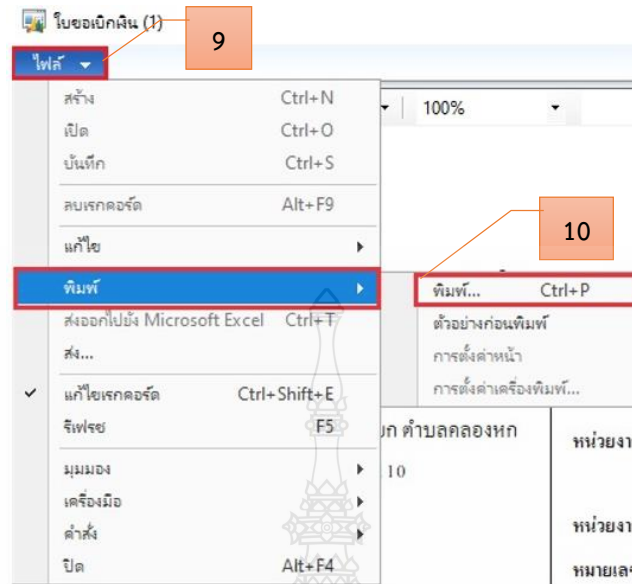 ใบขอเบิกเงิน (1)
9
ไฟล์
สร้าง Ctrl+N
100%
เปิด Ctrl+O
บันทึก Ctrl+S
ลบเรกคอร์ด Alt+F9
10
แก้ไข
พิมพ์
พิมพ์... Ctrl+P
ส่งออกไปยัง Microsoft Excel Ctrl+T
ตัวอย่างก่อนพิมพ์
ส่ง...
การตั้งค่าหน้า
แก้ไขเรกคอร์ด Ctrl+Shift+E
การตั้งค่าเครื่องพิมพ์...
รีเฟรช F5
ตำบลคลองหก
หน่วยงา
มุมมอง
10
เครื่องมือ
คำสั่ง
หน่วยงา
ปิด Alt+F4
หมายเลข